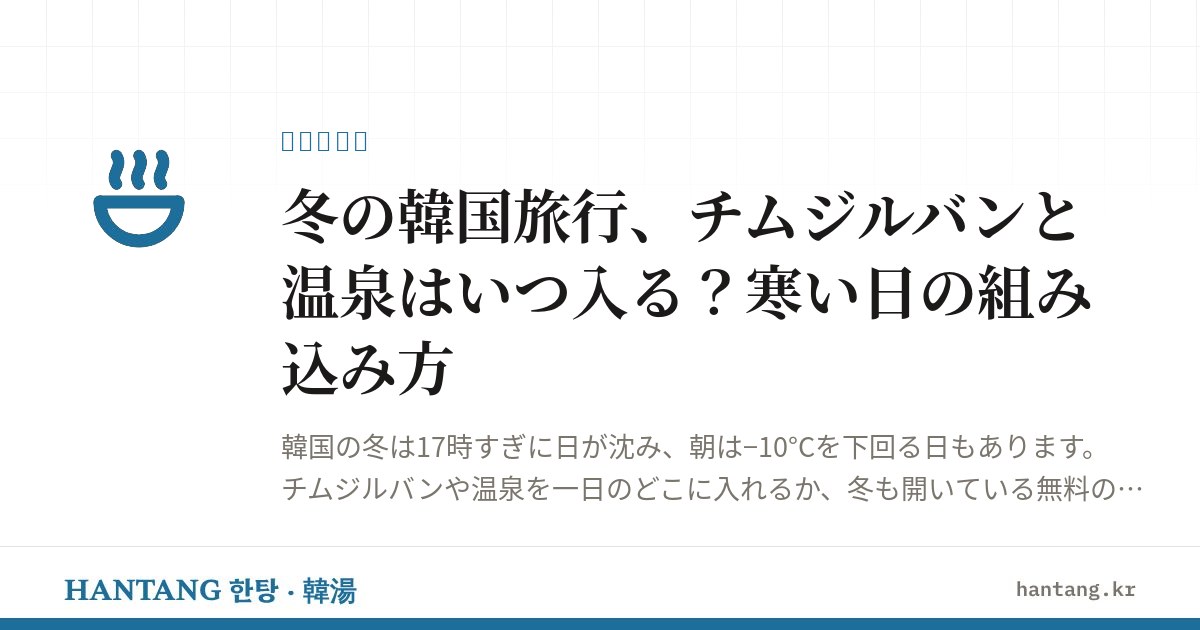 冬の韓国旅行、チムジルバンと
温泉はいつ入る？寒い日の組み
込み方
韓国の冬は17時すぎに日が沈み、朝は−10°Cを下回る日もあります。
チムジルバンや温泉を一日のどこに入れるか、冬も開いている無料の…
HANTANG 한탕 · 韓湯
hantang.kr